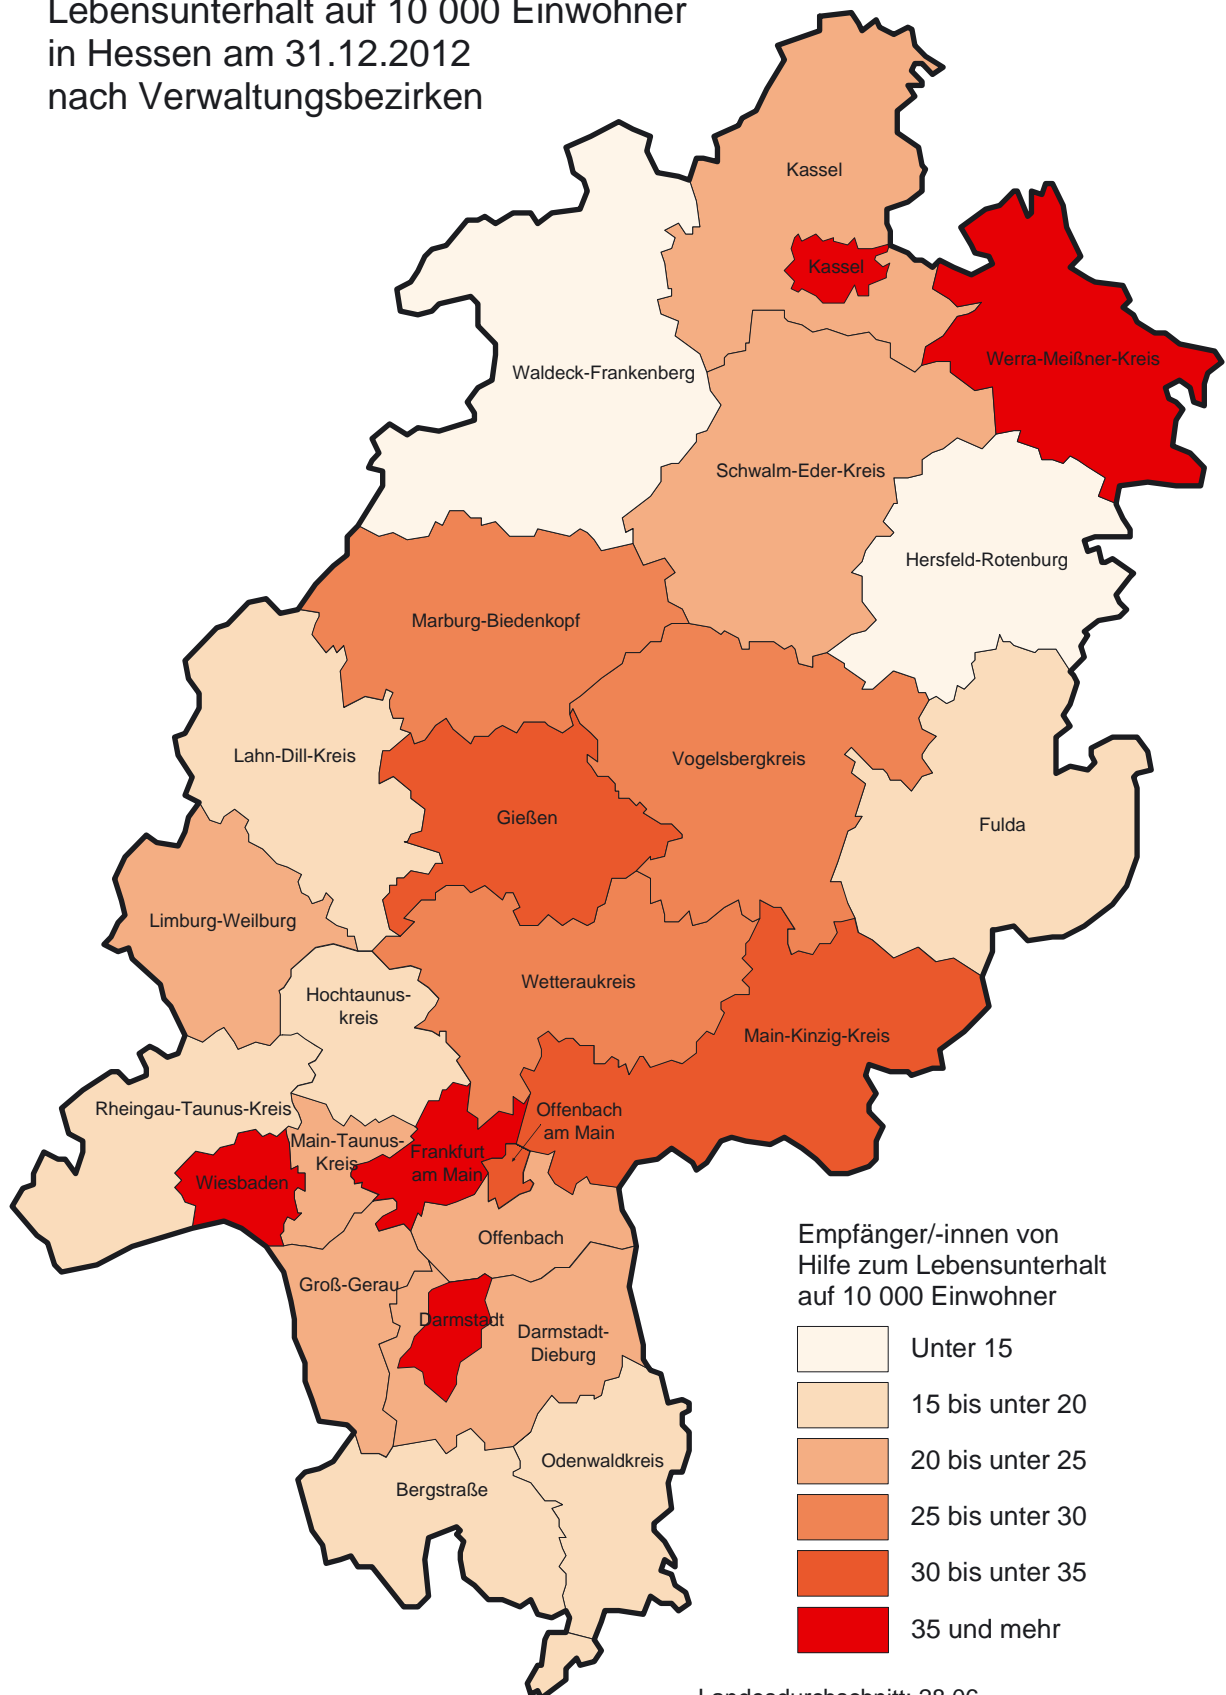 Lebensunterhalt auf 10 000 Einwohner
in Hessen am 31.12.2012
nach Verwaltungsbezirken
Kassel
Kassel
Werra-Meißner-Kreis
Waldeck-Frankenberg
Schwalm-Eder-Kreis
Hersfeld-Rotenburg
Marburg-Biedenkopf
Lahn-Dill-Kreis
Vogelsbergkreis
Gießen
Fulda
Limburg-Weilburg
Wetteraukreis
Hochtaunus-
kreis
Main-Kinzig-Kreis
Rheingau-Taunus-Kreis
Offenbach
am Main
Main-Taunus-
Kreis
Frankfurt
am Main
Wiesbaden
Offenbach
Groß-Gerau
Darmstadt
Darmstadt-
Dieburg
Odenwaldkreis
Bergstraße
Empfänger/-innen von
Hilfe zum Lebensunterhalt
auf 10 000 Einwohner
Unter 15
15 bis unter 20
20 bis unter 25
25 bis unter 30
30 bis unter 35
35 und mehr
Landesdurchschnitt: 28,06